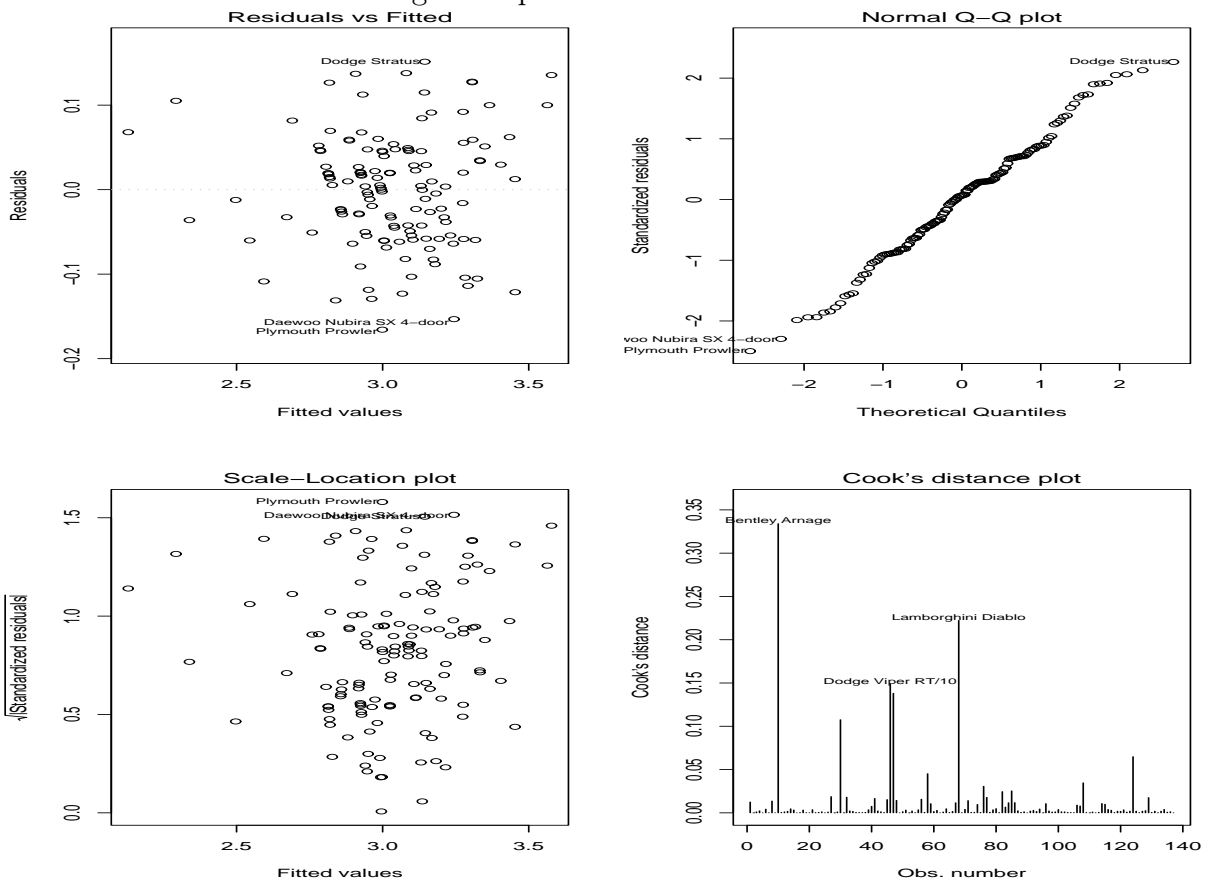 Residuals vs Fitted
Residuals
0.1
0.0
-0.1
-0.2
Dodge Stratus
Daewoo Nubira SX 4-door
Plymouth Prowler
2.5 3.0 3.5
Fitted values
Normal Q-Q plot
Standardized residuals
2
1
0
-1
-2
Dodge Stratus
woo Nubira SX 4-door
Plymouth Prowler
-2 -1 0 1 2
Theoretical Quantiles
Scale-Location plot
√|Standardized residuals|
1.5
1.0
0.5
0.0
Plymouth Prowler
Daewoo Nubira SX 4-door
Dodge Stratus
2.5 3.0 3.5
Fitted values
Cook's distance plot
Cook's distance
0.35
0.30
0.25
0.20
0.15
0.10
0.05
0.00
Bentley Arnage
Lamborghini Diablo
Dodge Viper RT/10
0 20 40 60 80 100 120 140
Obs. number